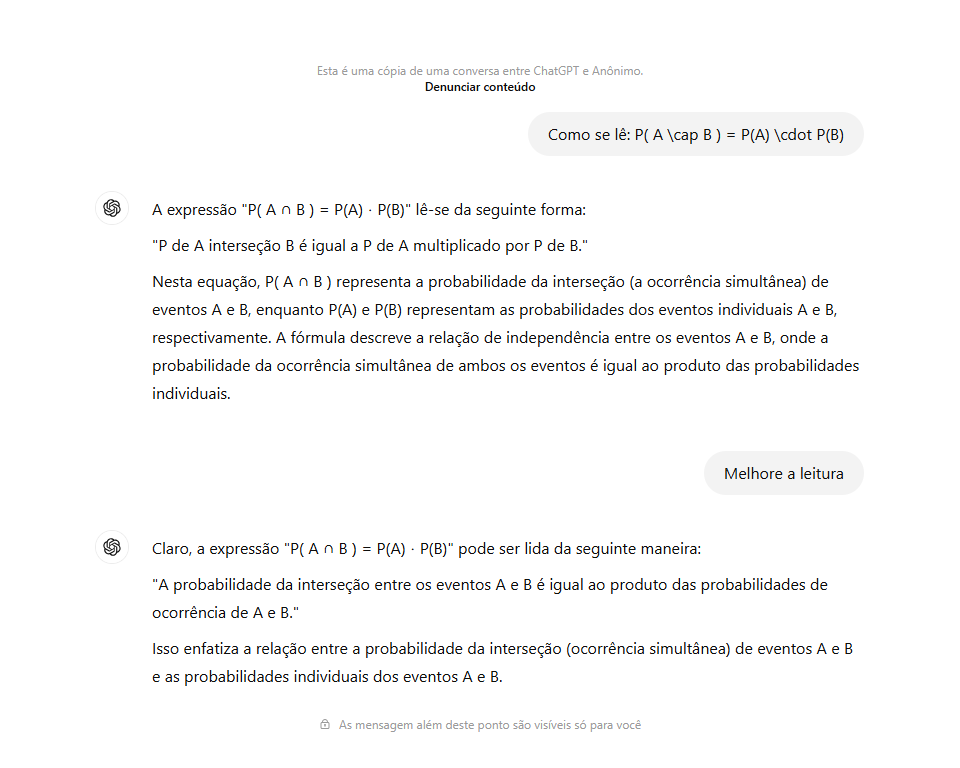 Esta é uma cópia de uma conversa entre ChatGPT e Anônimo.
Denunciar conteúdo
Como se lê: P( A \cap B ) = P(A) \cdot P(B)
A expressão "P( A ∩ B ) = P(A) · P(B)" lê-se da seguinte forma:
"P de A interseção B é igual a P de A multiplicado por P de B."
Nesta equação, P( A ∩ B ) representa a probabilidade da interseção (a ocorrência simultânea) de
eventos A e B, enquanto P(A) e P(B) representam as probabilidades dos eventos individuais A e B,
respectivamente. A fórmula descreve a relação de independência entre os eventos A e B, onde a
probabilidade da ocorrência simultânea de ambos os eventos é igual ao produto das probabilidades
individuais.
Melhore a leitura
Claro, a expressão "P( A ∩ B ) = P(A) · P(B)" pode ser lida da seguinte maneira:
"A probabilidade da interseção entre os eventos A e B é igual ao produto das probabilidades de
ocorrência de A e B."
Isso enfatiza a relação entre a probabilidade da interseção (ocorrência simultânea) de eventos A e B
e as probabilidades individuais dos eventos A e B.
As mensagem além deste ponto são visíveis só para você